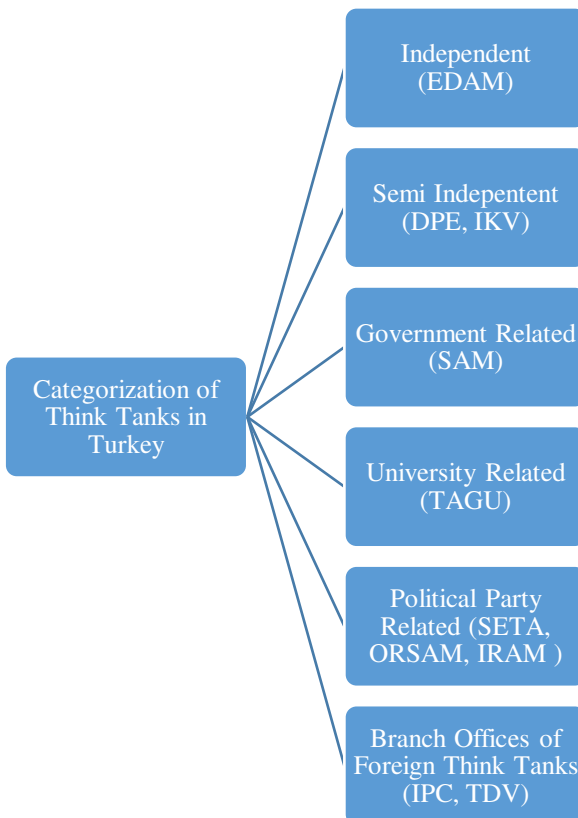 Independent
(EDAM)
Semi Indepentent
(DPE, IKV)
Government Related
(SAM)
Categorization of
Think Tanks in
Turkey
University Related
(TAGU)
Political Party
Related (SETA,
ORSAM, IRAM )
Branch Offices of
Foreign Think Tanks
(IPC, TDV)